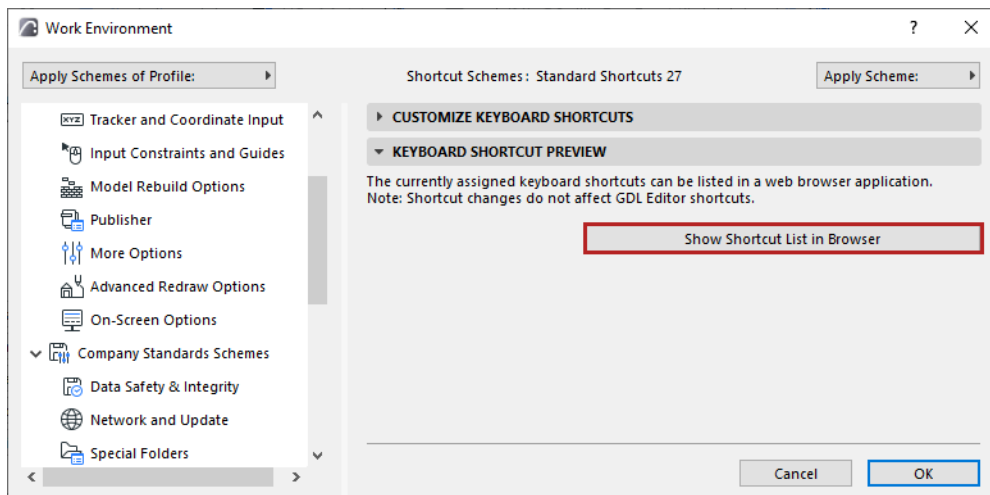 Work Environment
?
Apply Schemes of Profile:
Shortcut Schemes: Standard Shortcuts 27
Apply Scheme:
XYZ Tracker and Coordinate Input
Input Constraints and Guides
Model Rebuild Options
Publisher
More Options
Advanced Redraw Options
On-Screen Options
Company Standards Schemes
Data Safety & Integrity
Network and Update
Special Folders
CUSTOMIZE KEYBOARD SHORTCUTS
KEYBOARD SHORTCUT PREVIEW
The currently assigned keyboard shortcuts can be listed in a web browser application.
Note: Shortcut changes do not affect GDL Editor shortcuts.
Show Shortcut List in Browser
Cancel
OK